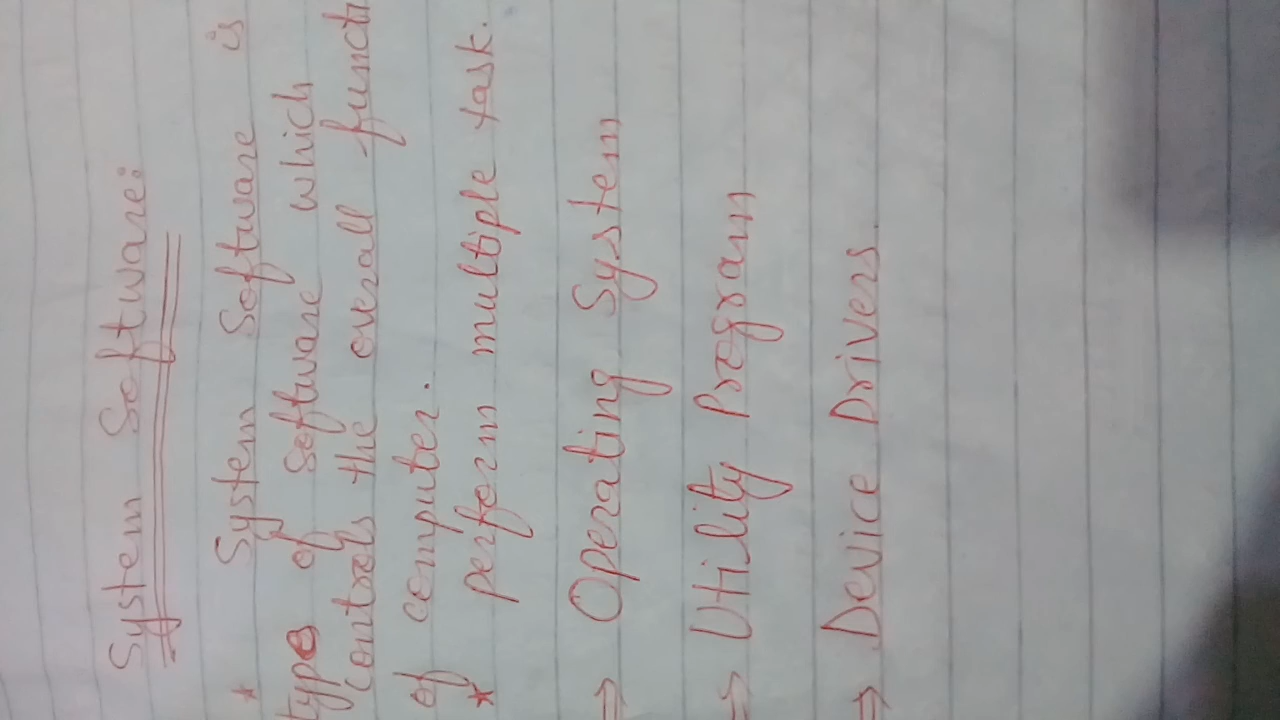 System Software:
* System Software is
type of Software which
controls the overall functi
of computer.
* perform multiple task.
⇒ Operating System
⇒ Utility Program
⇒ Device Drivers